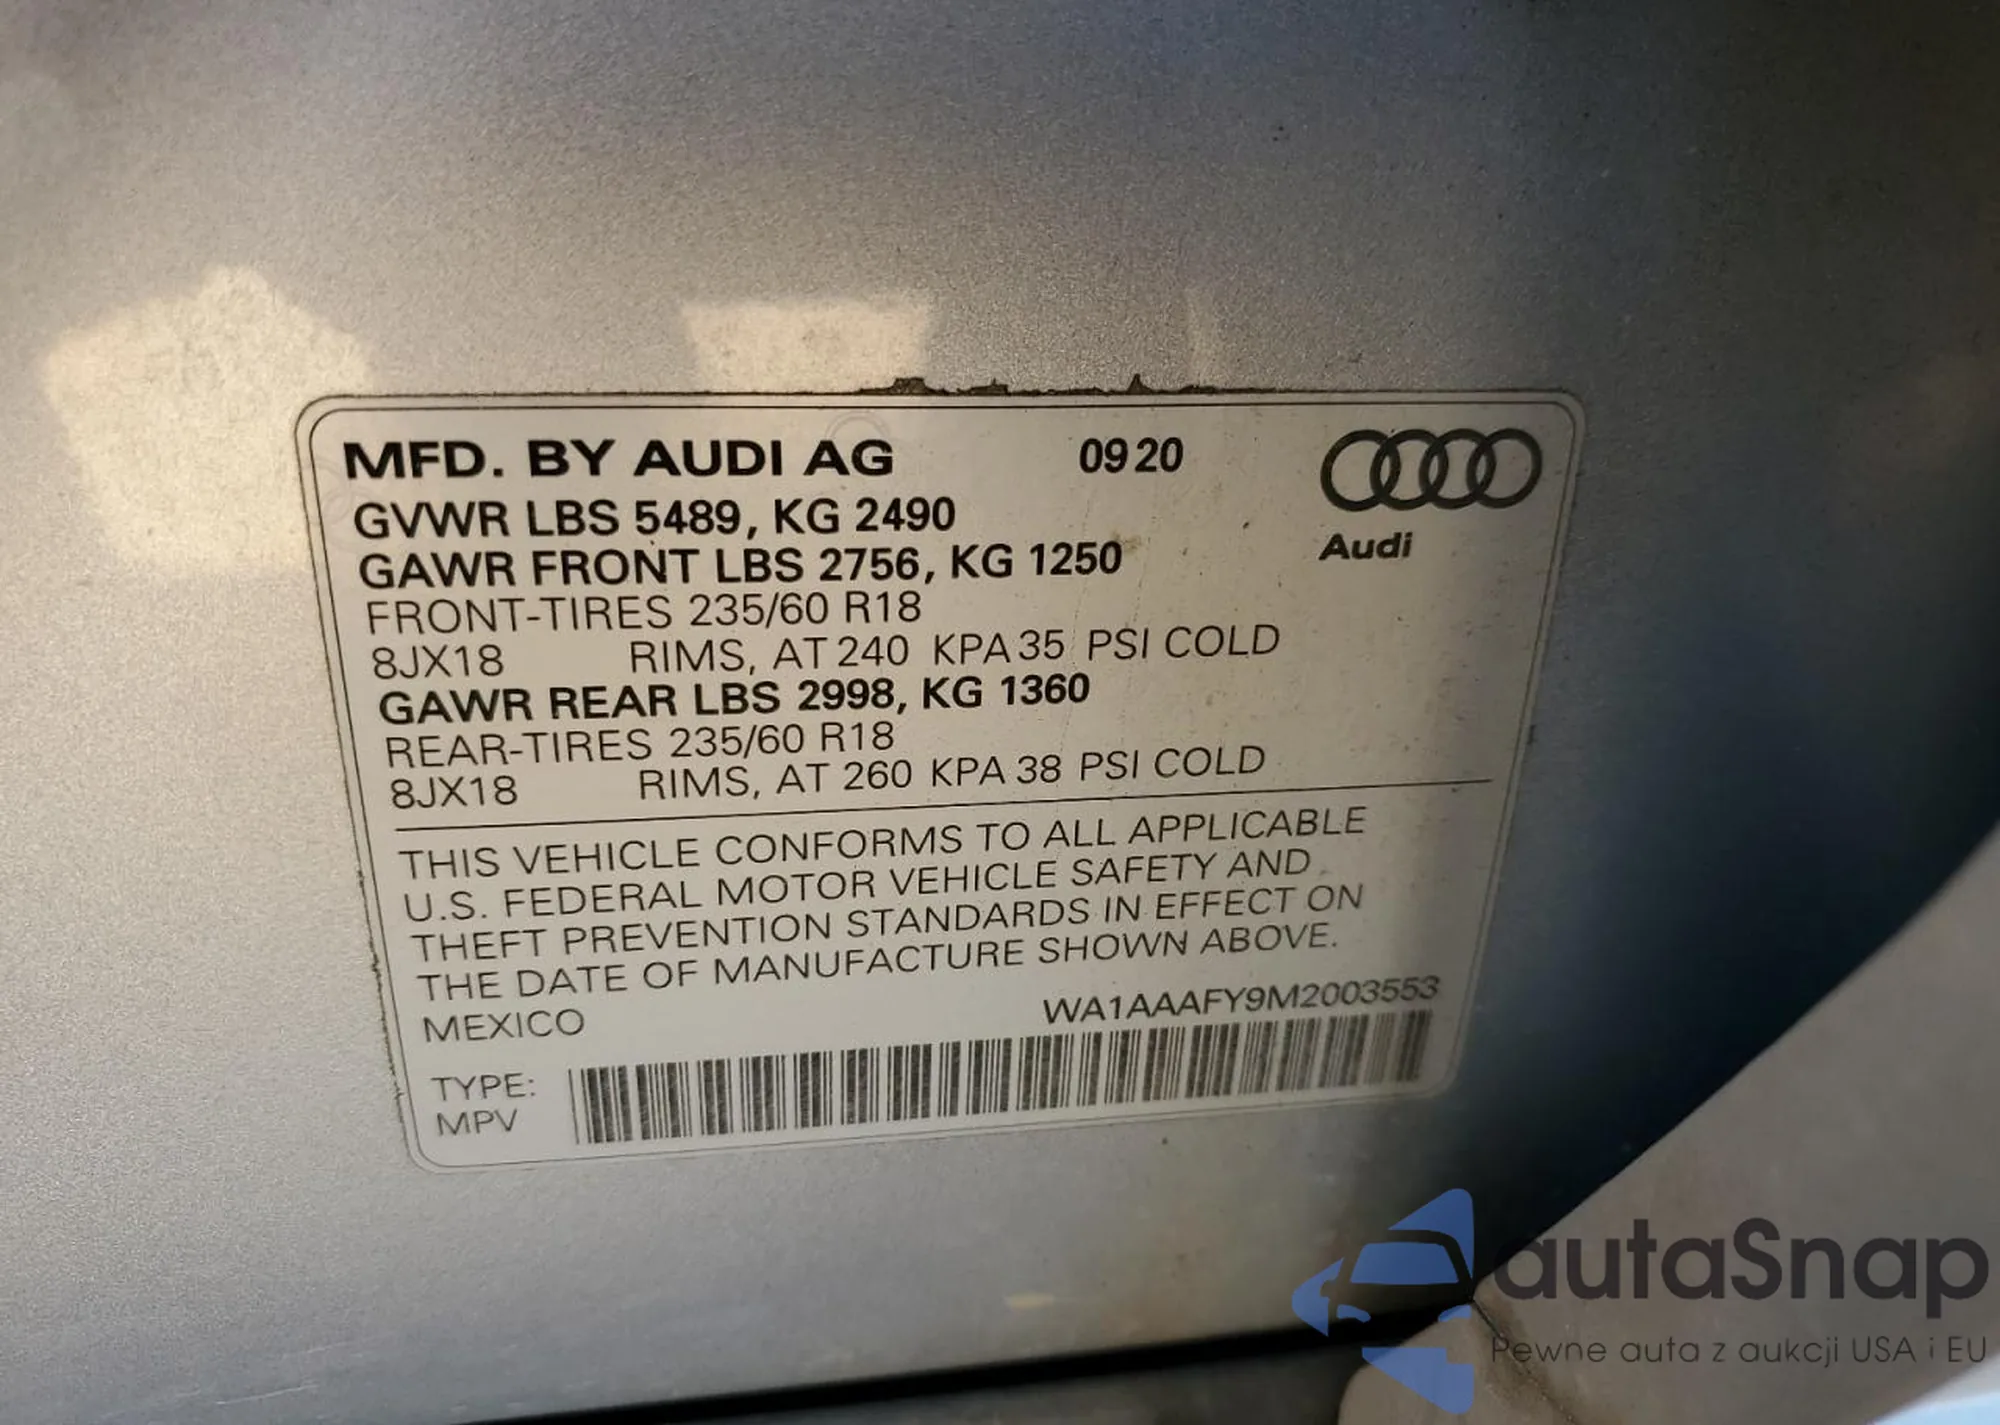 MFD. BY AUDI AG 09 20
GVWR LBS 5489, KG 2490
Audi
GAWR FRONT LBS 2756, KG 1250
FRONT-TIRES 235/60 R18
8JX18 RIMS, AT 240 KPA 35 PSI COLD
GAWR REAR LBS 2998, KG 1360
REAR-TIRES 235/60 R18
8JX18 RIMS, AT 260 KPA 38 PSI COLD
THIS VEHICLE CONFORMS TO ALL APPLICABLE
U.S. FEDERAL MOTOR VEHICLE SAFETY AND
THEFT PREVENTION STANDARDS IN EFFECT ON
THE DATE OF MANUFACTURE SHOWN ABOVE.
MEXICO WA1AAAFY9M2003553
TYPE:
MPV
autaSnap
Pewne auta z aukcji USA i EU